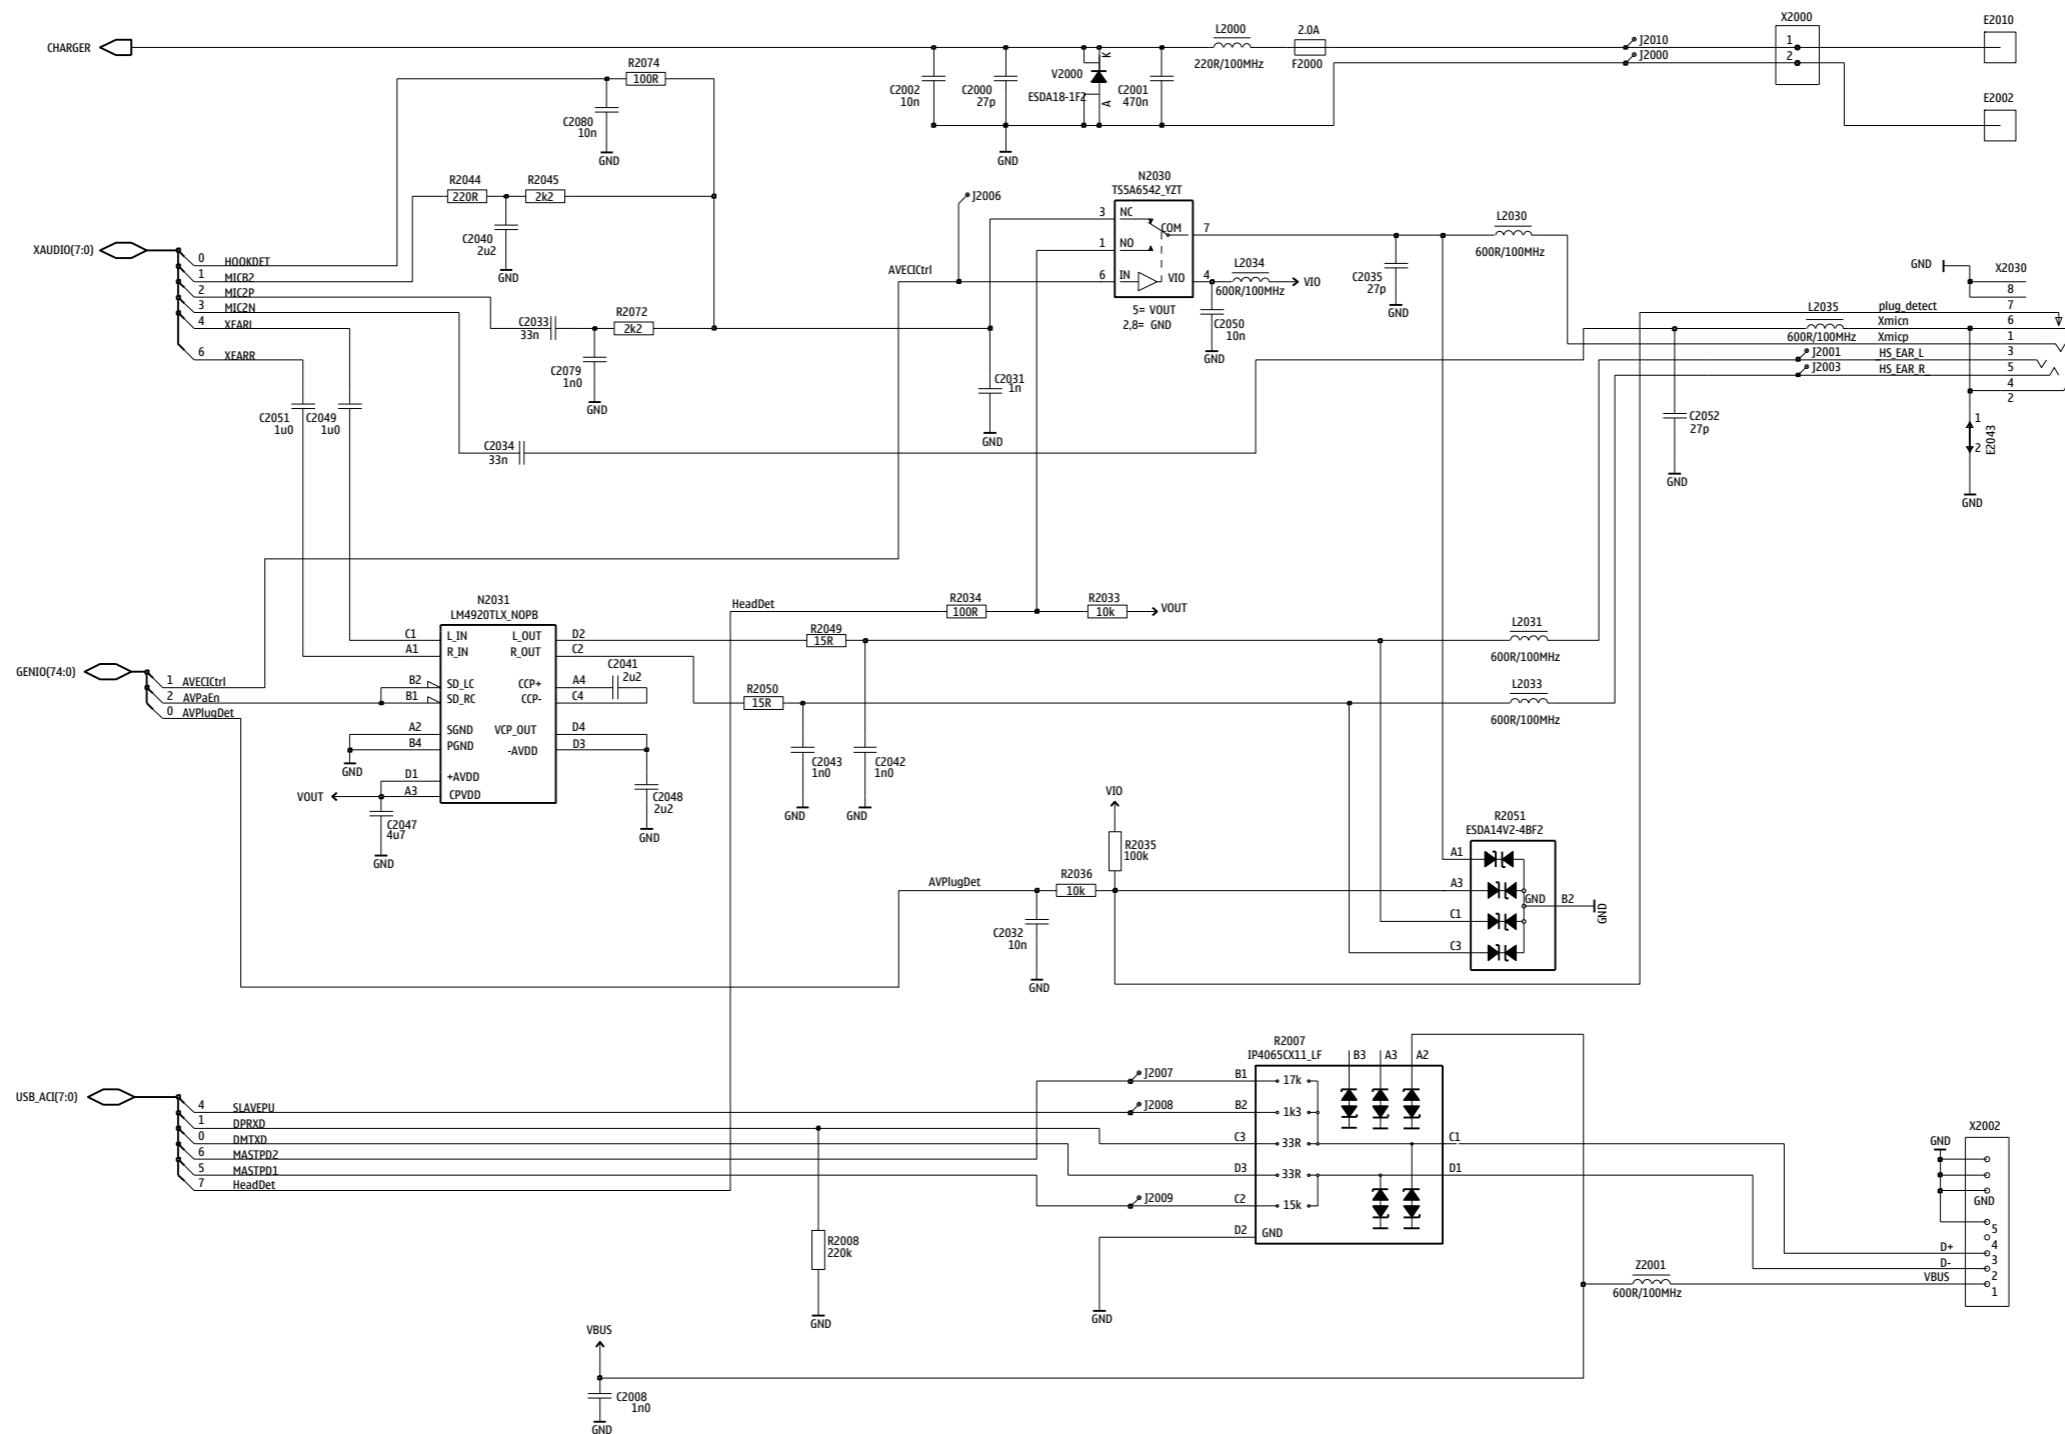 L2000
2.0A
X2000
E2010
CHARGER
J2010
1
J2000
2
R2074
220R/100MHz
F2000
100R
V2000
K
C2002
10n
C2000
27p
ESDA18-1F2
A
C2001
470n
E2002
C2080
10n
GND
GND
R2044
R2045
220R
2k2
N2030
TS5A6542_YZT
J2006
C2040
2u2
GND
3
NC
COM
7
1
NO
6
IN
VIO
4
L2030
600R/100MHz
L2034
600R/100MHz
VIO
AVECICtrl
5= VOUT
2,8= GND
C2050
10n
GND
C2035
27p
GND
XAUDIO(7:0)
0
HOOKDET
1
MICB2
2
MIC2P
3
MIC2N
4
XEARL
6
XEARR
C2033
33n
R2072
2k2
C2079
1n0
GND
C2031
1n
GND
GND
X2030
8
L2035
plug_detect
7
Xmicn
6
600R/100MHz
Xmicp
1
J2001
HS_EAR_L
3
J2003
HS_EAR_R
5
4
2
C2051
1u0
C2049
1u0
C2052
27p
GND
1
2
E2043
GND
C2034
33n
N2031
LM4920TLX_NOPB
HeadDet
R2034
100R
R2033
10k
VOUT
C1
L_IN
L_OUT
D2
A1
R_IN
R_OUT
C2
R2049
15R
L2031
600R/100MHz
GENIO(74:0)
1
AVECICtrl
2
AVPaEn
0
AVPlugDet
B2
SD_LC
CCP+
A4
B1
SD_RC
CCP-
C4
C2041
2u2
R2050
15R
L2033
600R/100MHz
A2
SGND
VCP_OUT
D4
B4
PGND
-AVDD
D3
GND
D1
+AVDD
VOUT
A3
CPVDD
C2043
1n0
C2042
1n0
GND
GND
C2047
4u7
GND
C2048
2u2
GND
VIO
R2035
100k
R2051
ESDA14V2-4BF2
A1
A3
GND
B2
GND
C1
C3
AVPlugDet
R2036
10k
C2032
10n
GND
R2007
IP4065CX11_LF
B3
A3
A2
J2007
B1
17k
J2008
B2
1k3
C3
33R
C1
D3
33R
D1
J2009
C2
15k
D2
GND
USB_ACI(7:0)
4
SLAVEPU
1
DPRXD
0
DMTXD
6
MASTPD2
5
MASTPD1
7
HeadDet
R2008
220k
GND
GND
X2002
GND
GND
5
D+
4
D-
3
VBUS
2
1
Z2001
600R/100MHz
VBUS
C2008
1n0
GND